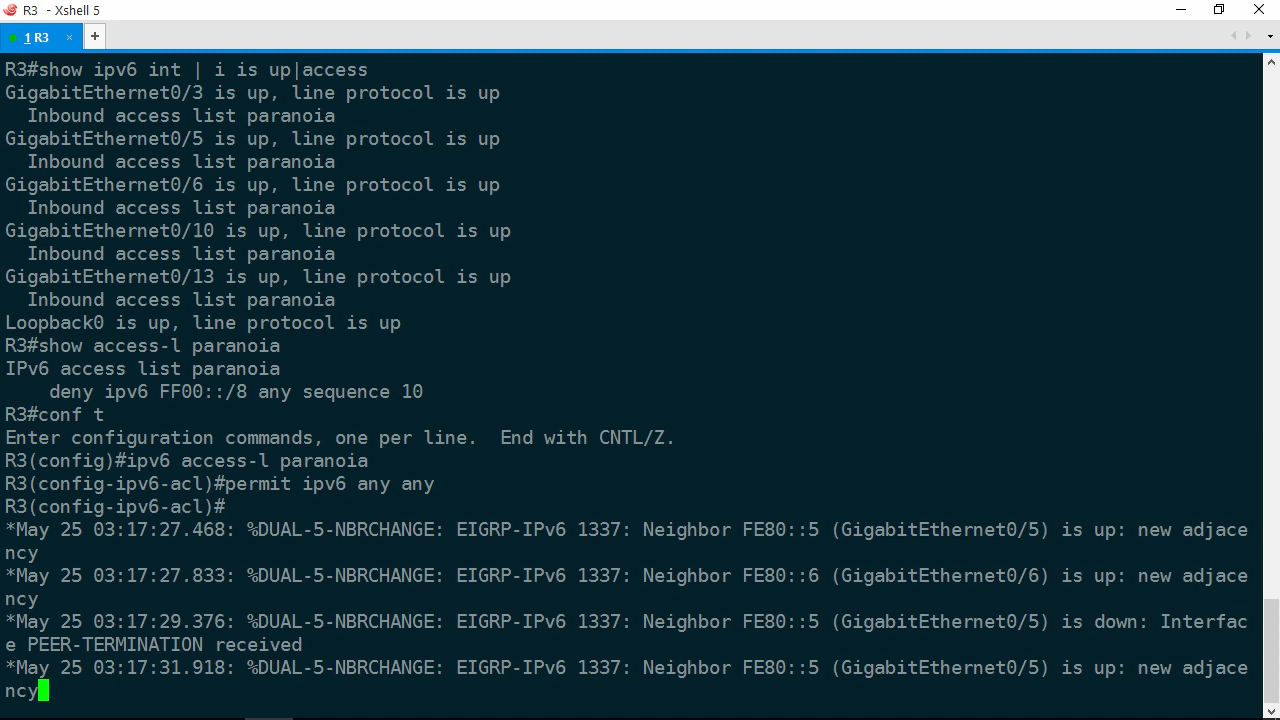 R3 - Xshell 5
1 R3 × +
R3#show ipv6 int | i is up|access
GigabitEthernet0/3 is up, line protocol is up
  Inbound access list paranoia
GigabitEthernet0/5 is up, line protocol is up
  Inbound access list paranoia
GigabitEthernet0/6 is up, line protocol is up
  Inbound access list paranoia
GigabitEthernet0/10 is up, line protocol is up
  Inbound access list paranoia
GigabitEthernet0/13 is up, line protocol is up
  Inbound access list paranoia
Loopback0 is up, line protocol is up
R3#show access-l paranoia
IPv6 access list paranoia
    deny ipv6 FF00::/8 any sequence 10
R3#conf t
Enter configuration commands, one per line.  End with CNTL/Z.
R3(config)#ipv6 access-l paranoia
R3(config-ipv6-acl)#permit ipv6 any any
R3(config-ipv6-acl)#
*May 25 03:17:27.468: %DUAL-5-NBRCHANGE: EIGRP-IPv6 1337: Neighbor FE80::5 (GigabitEthernet0/5) is up: new adjace
ncy
*May 25 03:17:27.833: %DUAL-5-NBRCHANGE: EIGRP-IPv6 1337: Neighbor FE80::6 (GigabitEthernet0/6) is up: new adjace
ncy
*May 25 03:17:29.376: %DUAL-5-NBRCHANGE: EIGRP-IPv6 1337: Neighbor FE80::5 (GigabitEthernet0/5) is down: Interfac
e PEER-TERMINATION received
*May 25 03:17:31.918: %DUAL-5-NBRCHANGE: EIGRP-IPv6 1337: Neighbor FE80::5 (GigabitEthernet0/5) is up: new adjace
ncy